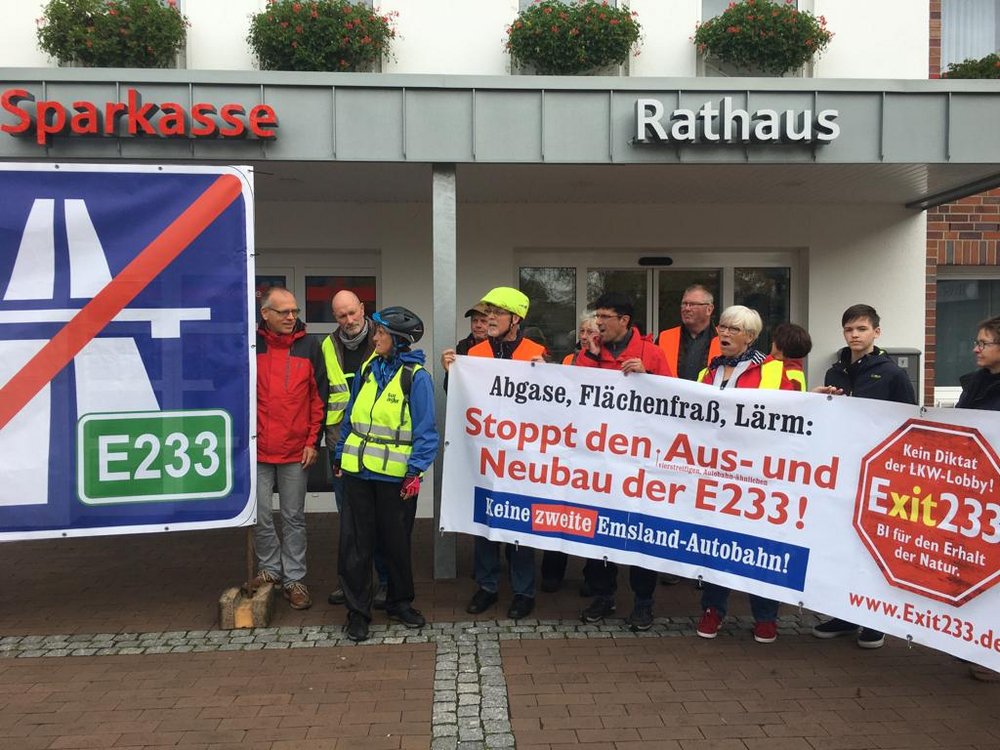 Sparkasse
Rathaus
E233
Abgase, Flächenfraß, Lärm:
Stoppt den Aus- und
vierstreifigen, Autobahn-ähnlichen
Neubau der E233!
Keine zweite Emsland-Autobahn!
Kein Diktat
der LKW-Lobby!
Exit233
BI für den Erhalt
der Natur.
www.Exit233.de